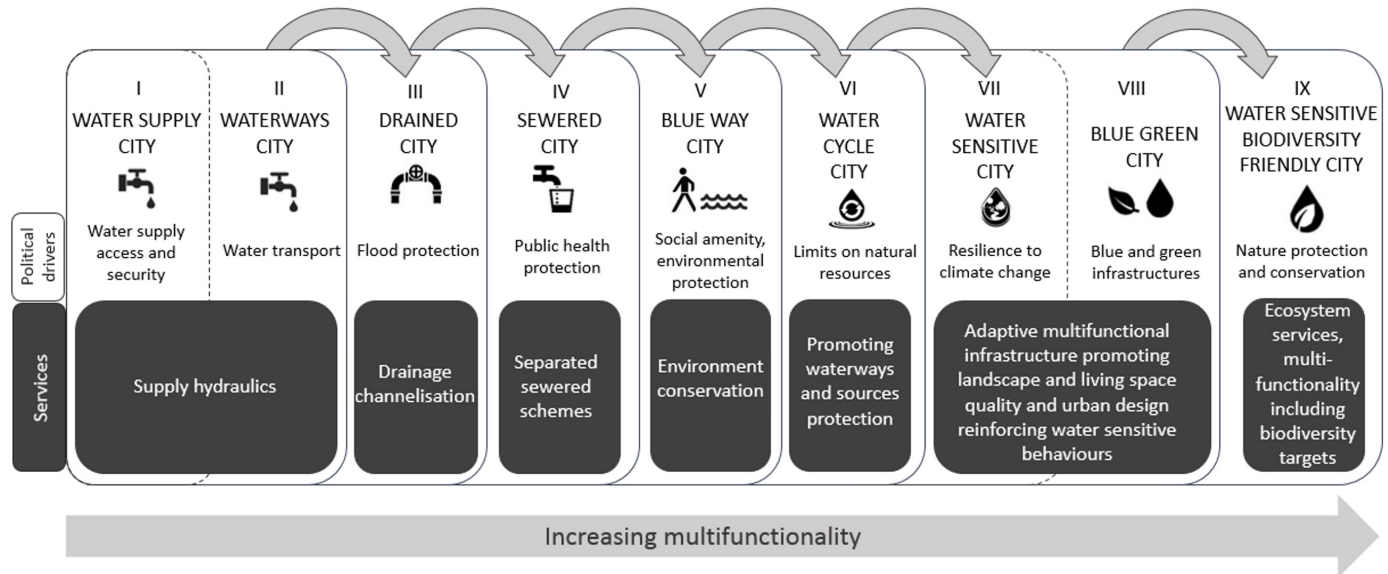 I
WATER SUPPLY
CITY
Water supply
access and
security
II
WATERWAYS
CITY
Water transport
III
DRAINED
CITY
Flood protection
IV
SEWERED
CITY
Public health
protection
V
BLUE WAY
CITY
Social amenity,
environmental
protection
VI
WATER
CYCLE
CITY
Limits on natural
resources
VII
WATER
SENSITIVE
CITY
Resilience to
climate change
VIII
BLUE GREEN
CITY
Blue and green
infrastructures
IX
WATER SENSITIVE
BIODIVERSITY
FRIENDLY CITY
Nature protection
and conservation
Political
drivers
Services
Supply hydraulics
Drainage
channelisation
Separated
sewered
schemes
Environment
conservation
Promoting
waterways
and sources
protection
Adaptive multifunctional
infrastructure promoting
landscape and living space
quality and urban design
reinforcing water sensitive
behaviours
Ecosystem
services,
multi-
functionality
including
biodiversity
targets
Increasing multifunctionality